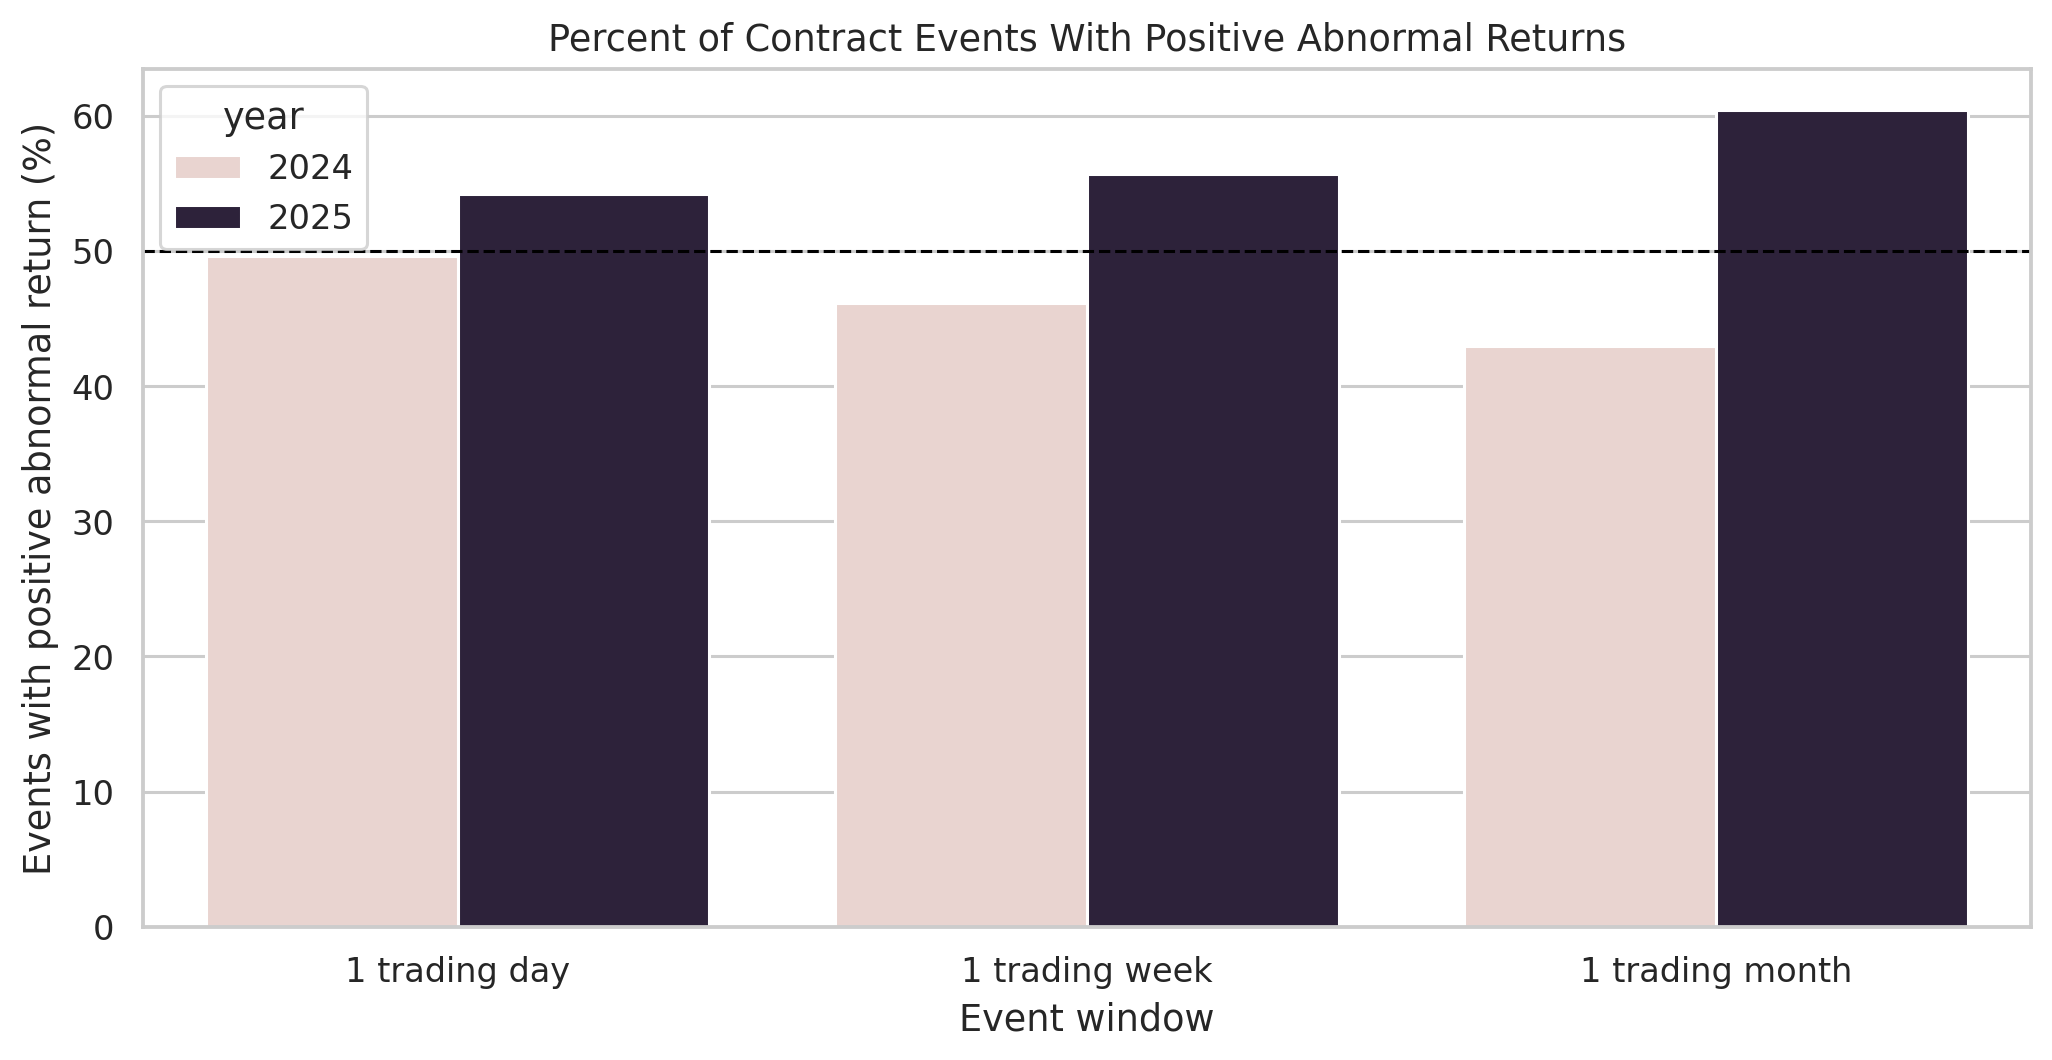 Percent of Contract Events With Positive Abnormal Returns
year
2024
2025
Events with positive abnormal return (%)
60
50
40
30
20
10
0
1 trading day
1 trading week
1 trading month
Event window